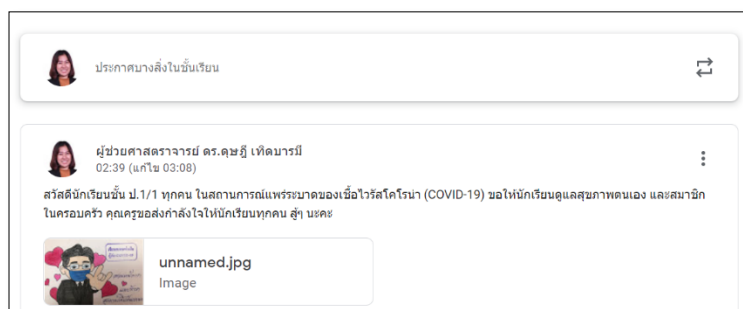 ประกาศบางสิ่งในชั้นเรียน
ผู้ช่วยศาสตราจารย์ ดร.ดุษฎี เทิดบารมี
02:39 (แก้ไข 03:08)
สวัสดีนักเรียนชั้น ป.1/1 ทุกคน ในสถานการณ์แพร่ระบาดของเชื้อไวรัสโคโรน่า (COVID-19) ขอให้นักเรียนดูแลสุขภาพตนเอง และสมาชิก
ในครอบครัว คุณครูขอส่งกำลังใจให้นักเรียนทุกคน สู้ๆ นะคะ
unnamed.jpg
Image